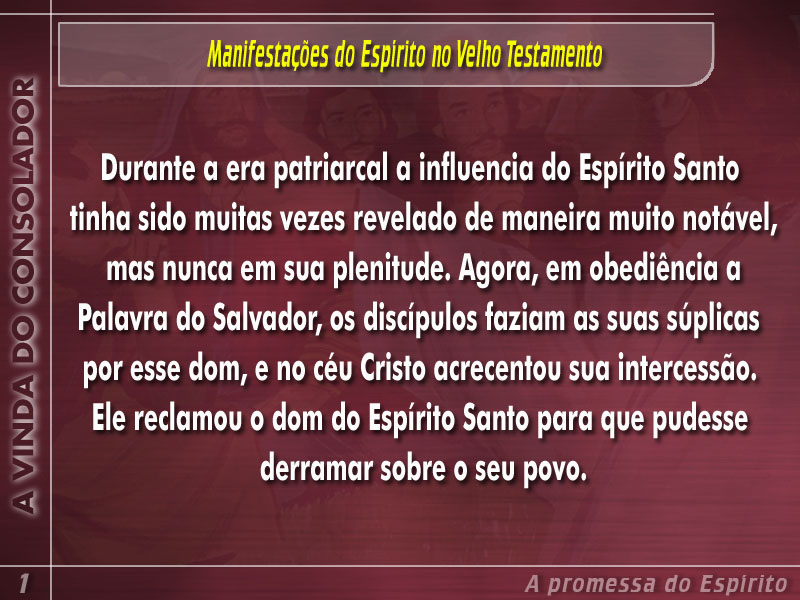 Manifestações do Espírito no Velho Testamento
A VINDA DO CONSOLADOR
Durante a era patriarcal a influencia do Espírito Santo
tinha sido muitas vezes revelado de maneira muito notável,
mas nunca em sua plenitude. Agora, em obediência a
Palavra do Salvador, os discípulos faziam as suas súplicas
por esse dom, e no céu Cristo acrecentou sua intercessão.
Ele reclamou o dom do Espírito Santo para que pudesse
derramar sobre o seu povo.
1
A promessa do Espírito